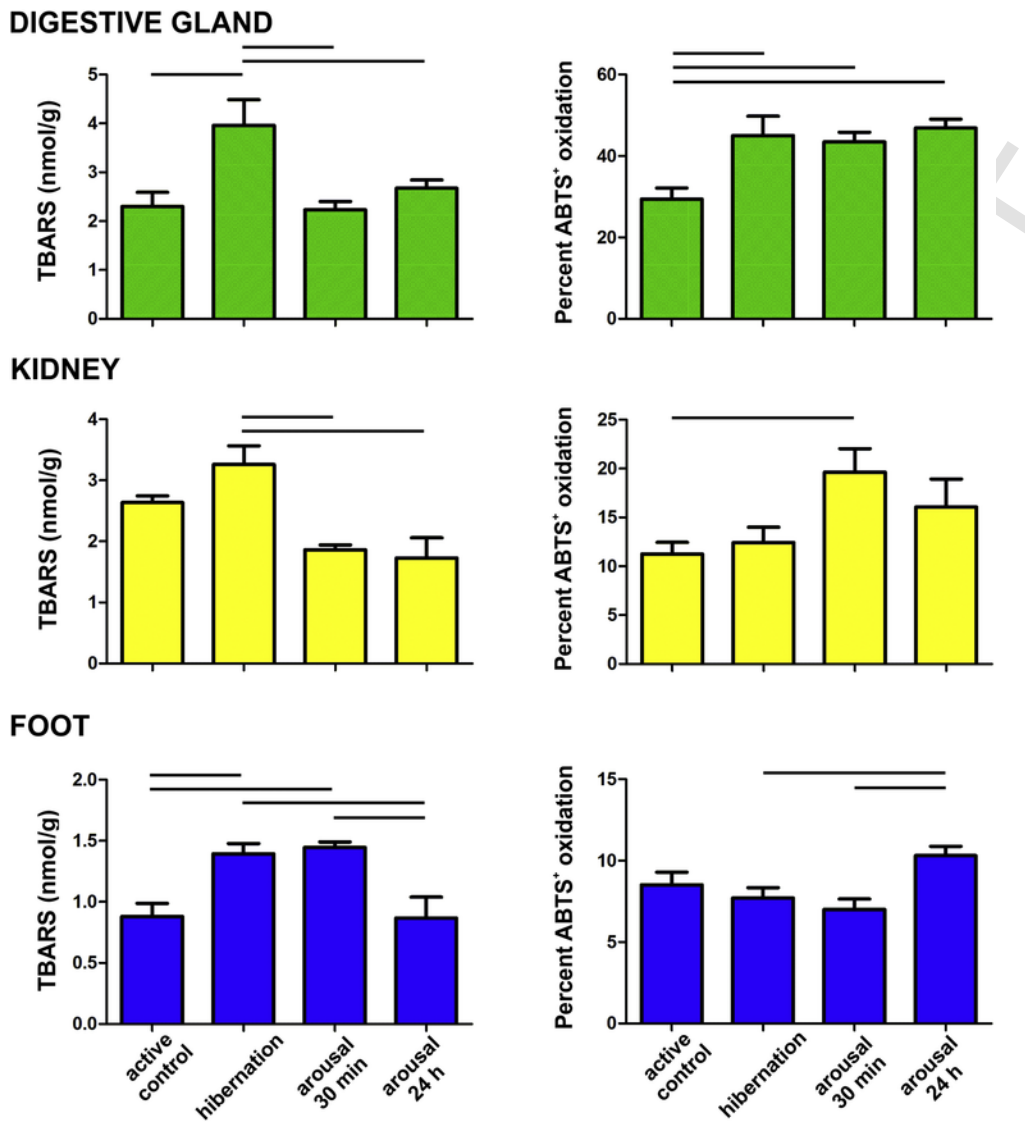 DIGESTIVE GLAND
TBARS (nmol/g)
5
4
3
2
1
0
Percent ABTS⁺ oxidation
60
40
20
0
KIDNEY
TBARS (nmol/g)
4
3
2
1
0
Percent ABTS⁺ oxidation
25
20
15
10
5
0
FOOT
TBARS (nmol/g)
2.0
1.5
1.0
0.5
0.0
active
control
hibernation
arousal
30 min
arousal
24 h
Percent ABTS⁺ oxidation
15
10
5
0
active
control
hibernation
arousal
30 min
arousal
24 h